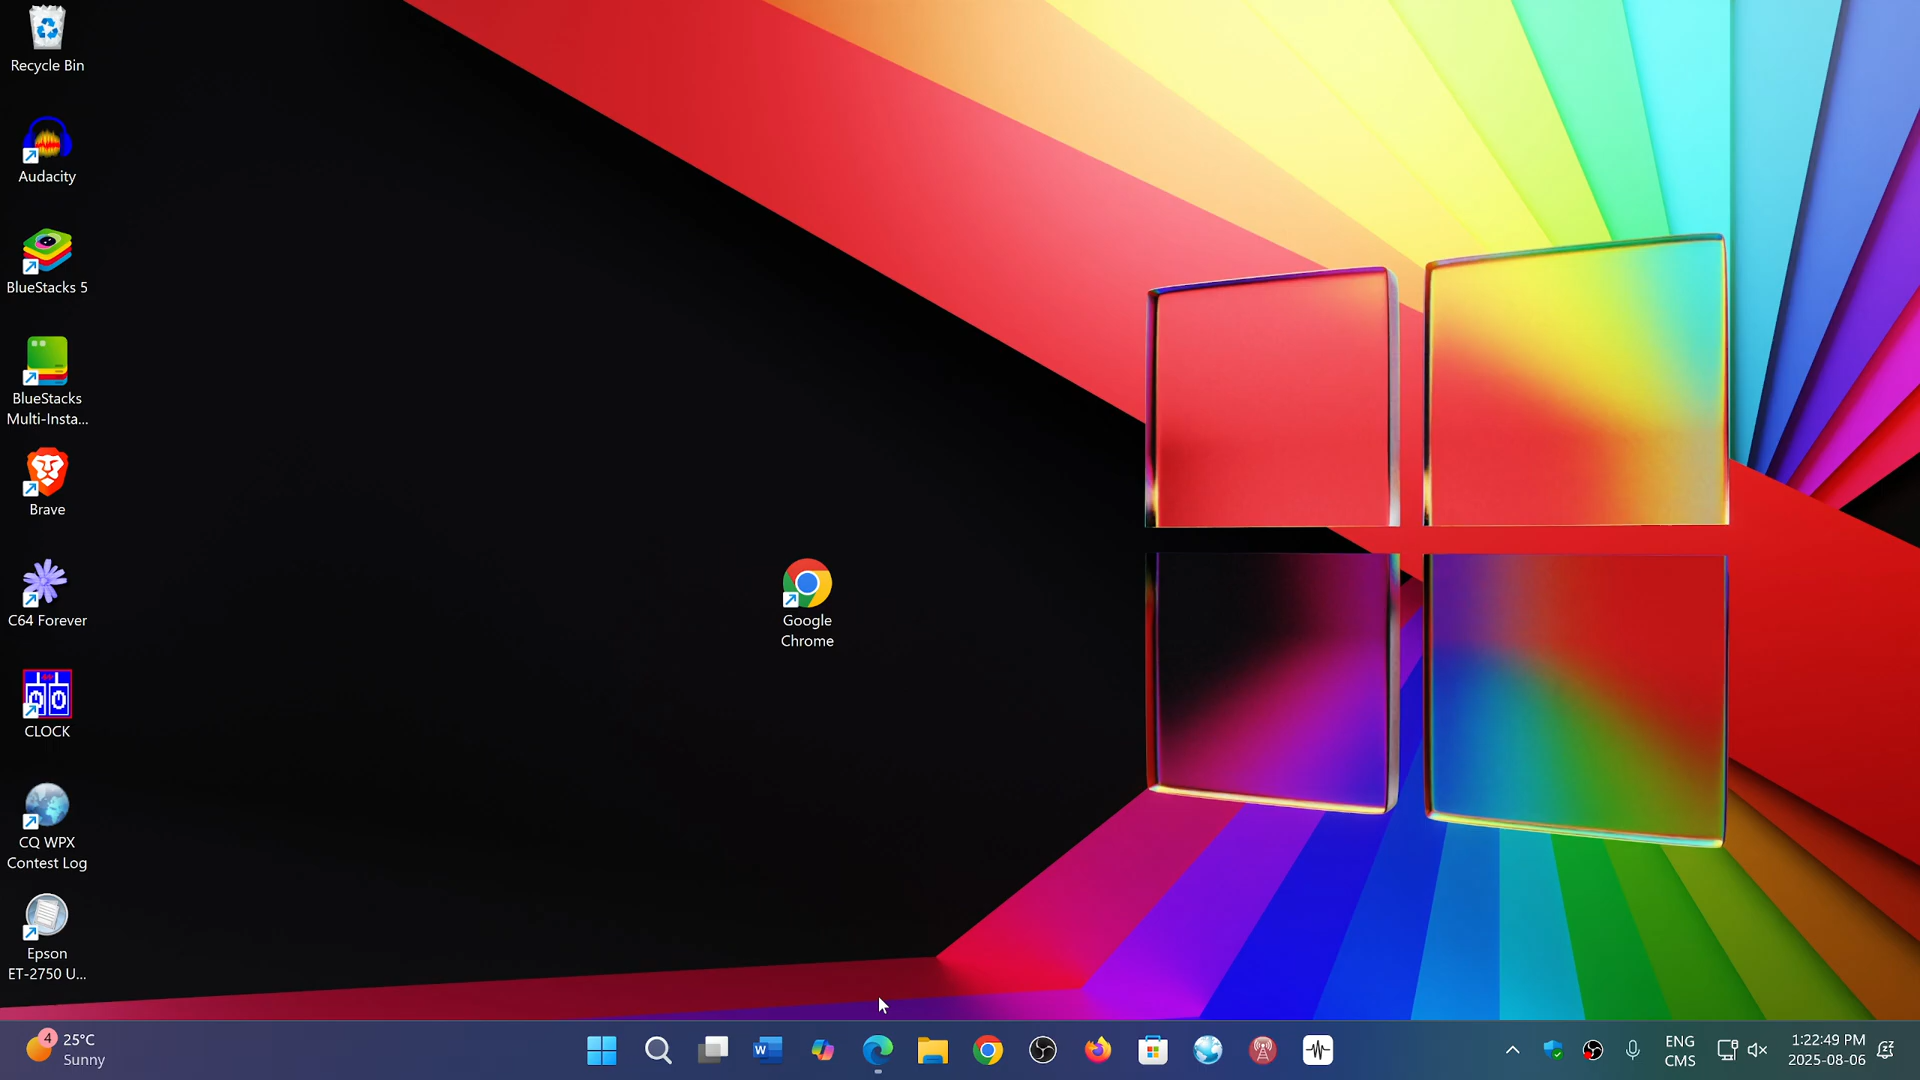 Recycle Bin
Audacity
BlueStacks 5
BlueStacks
Multi-Insta...
Brave
C64 Forever
CLOCK
CQ WPX
Contest Log
Epson
ET-2750 U...
Google
Chrome
4
25°C
Sunny
W
ENG
CMS
1:22:49 PM
2025-08-06